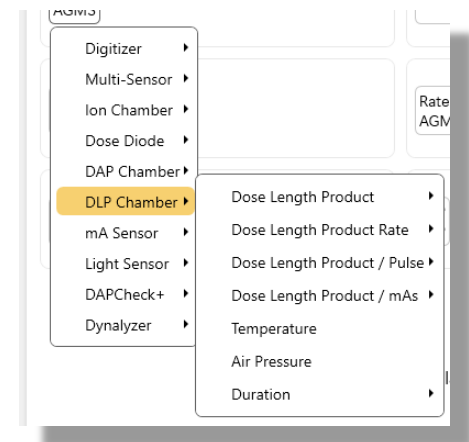 AGMS
Digitizer
Multi-Sensor
Ion Chamber
Dose Diode
DAP Chamber
DLP Chamber
mA Sensor
Light Sensor
DAPCheck+
Dynalyzer
Rate
AGM
Dose Length Product
Dose Length Product Rate
Dose Length Product / Pulse
Dose Length Product / mAs
Temperature
Air Pressure
Duration